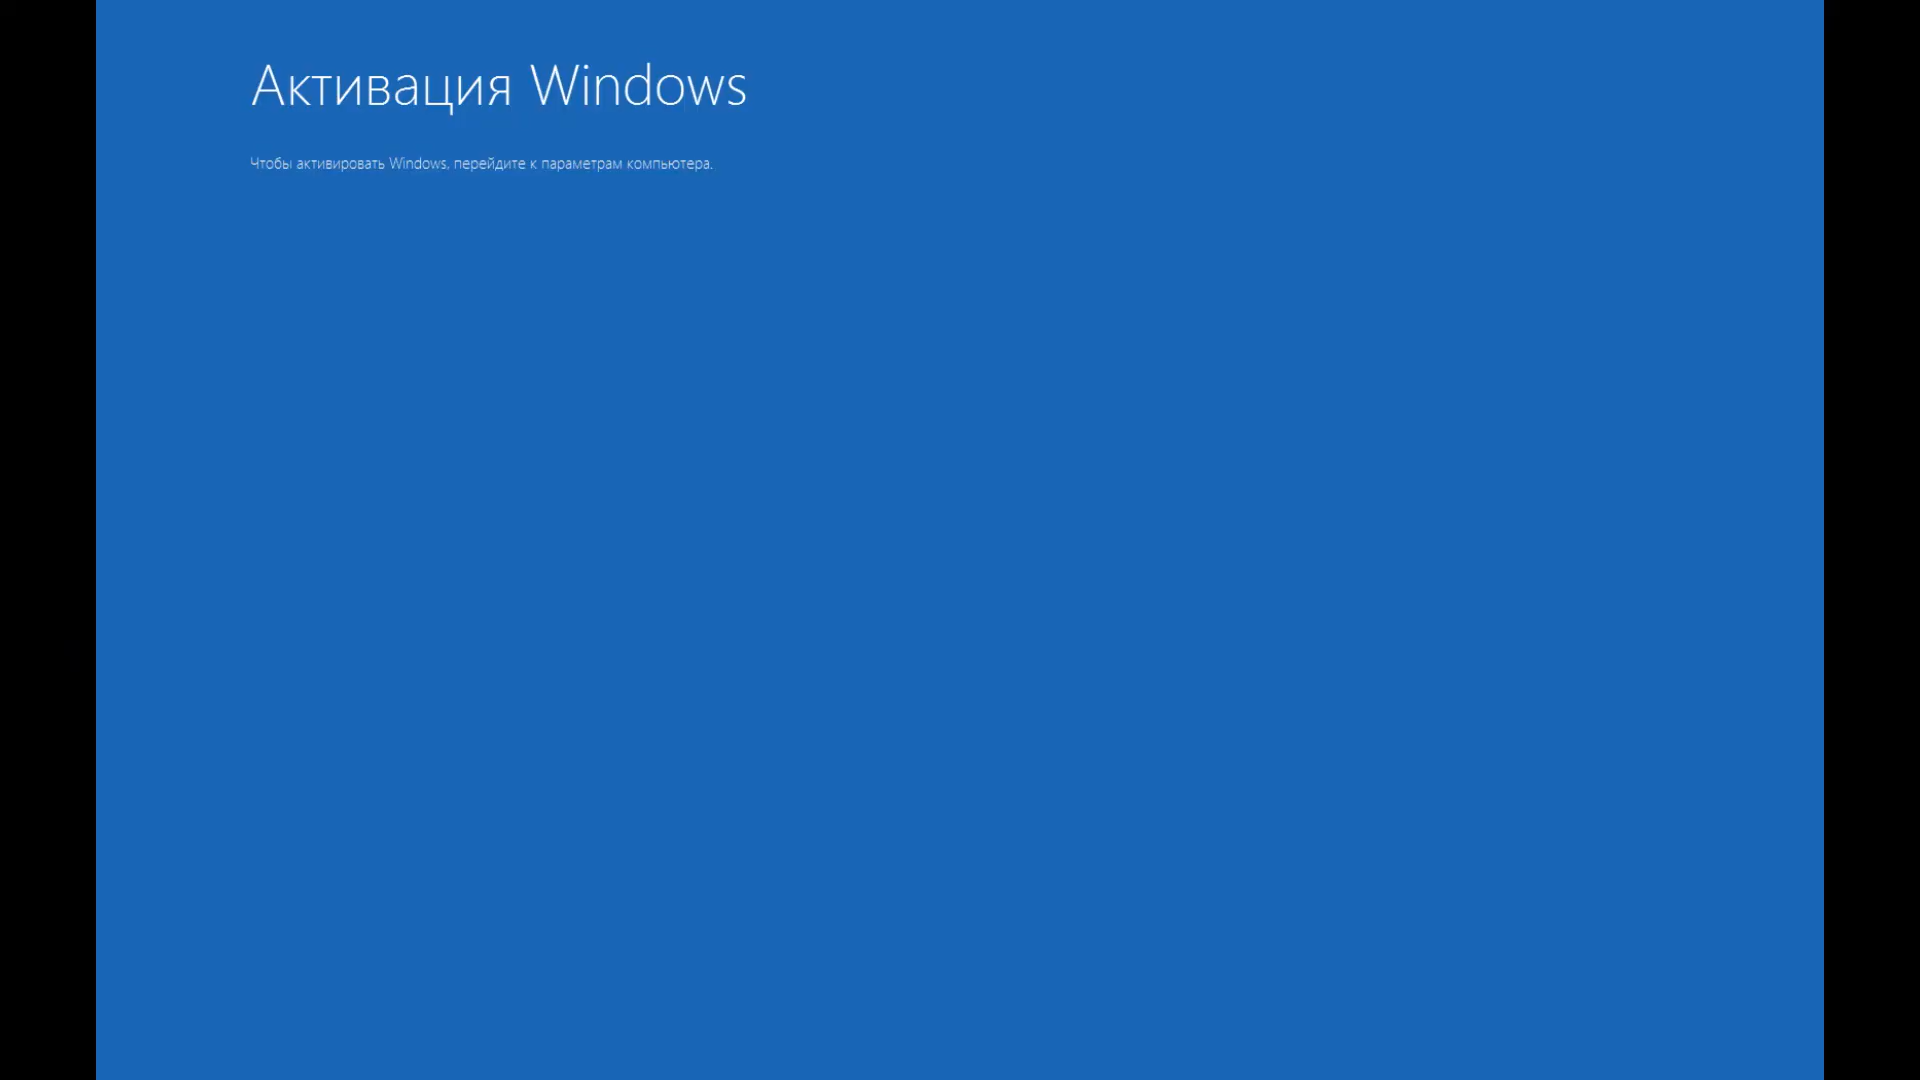 Активация Windows
Чтобы активировать Windows, перейдите к параметрам компьютера.